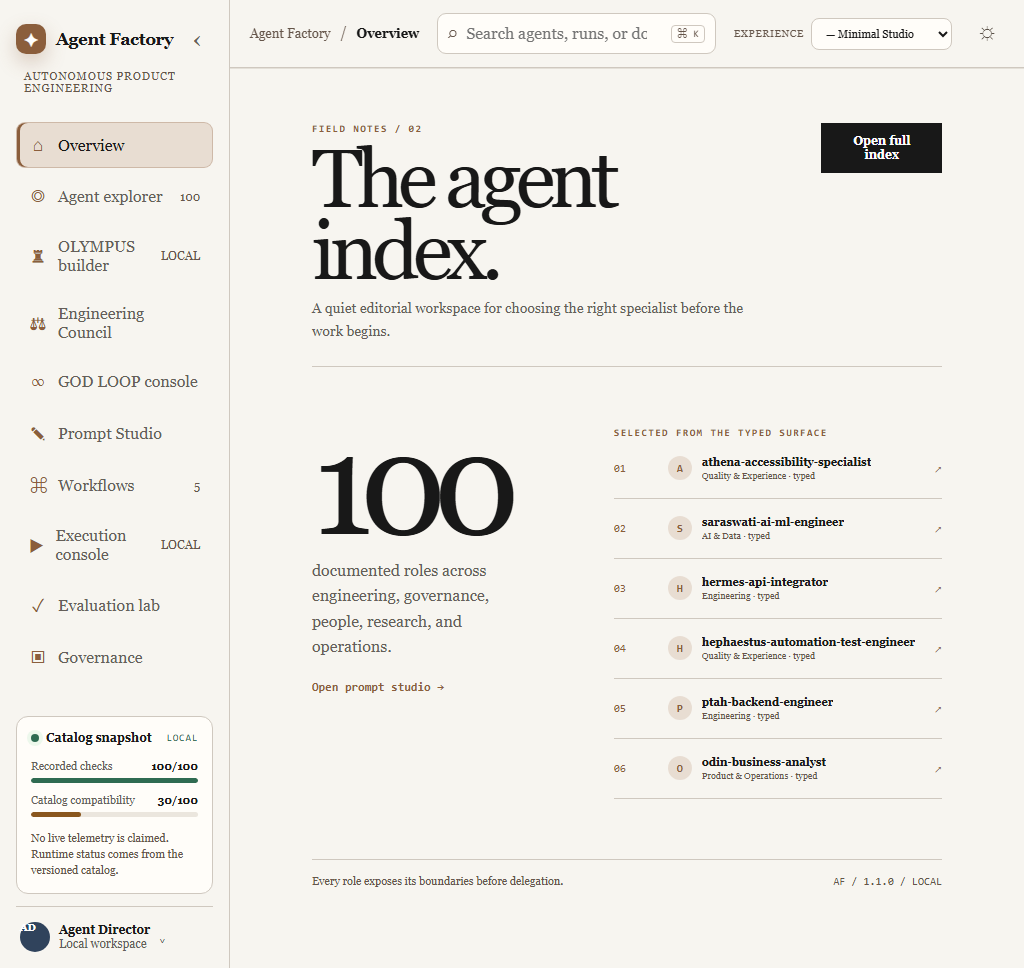 Agent Factory
AUTONOMOUS PRODUCT
ENGINEERING
Overview
Agent explorer 100
OLYMPUS
builder
LOCAL
Engineering
Council
GOD LOOP console
Prompt Studio
Workflows 5
Execution
console
LOCAL
Evaluation lab
Governance
Catalog snapshot LOCAL
Recorded checks 100/100
Catalog compatibility 30/100
No live telemetry is claimed.
Runtime status comes from the
versioned catalog.
AD
Agent Director
Local workspace
Agent Factory / Overview
Search agents, runs, or dc
⌘ K
EXPERIENCE
— Minimal Studio
FIELD NOTES / 02
The agent
index.
A quiet editorial workspace for choosing the right specialist before the
work begins.
Open full
index
100
documented roles across
engineering, governance,
people, research, and
operations.
Open prompt studio →
SELECTED FROM THE TYPED SURFACE
01 A athena-accessibility-specialist ↗
Quality & Experience · typed
02 S saraswati-ai-ml-engineer ↗
AI & Data · typed
03 H hermes-api-integrator ↗
Engineering · typed
04 H hephaestus-automation-test-engineer ↗
Quality & Experience · typed
05 P ptah-backend-engineer ↗
Engineering · typed
06 O odin-business-analyst ↗
Product & Operations · typed
Every role exposes its boundaries before delegation.
AF / 1.1.0 / LOCAL